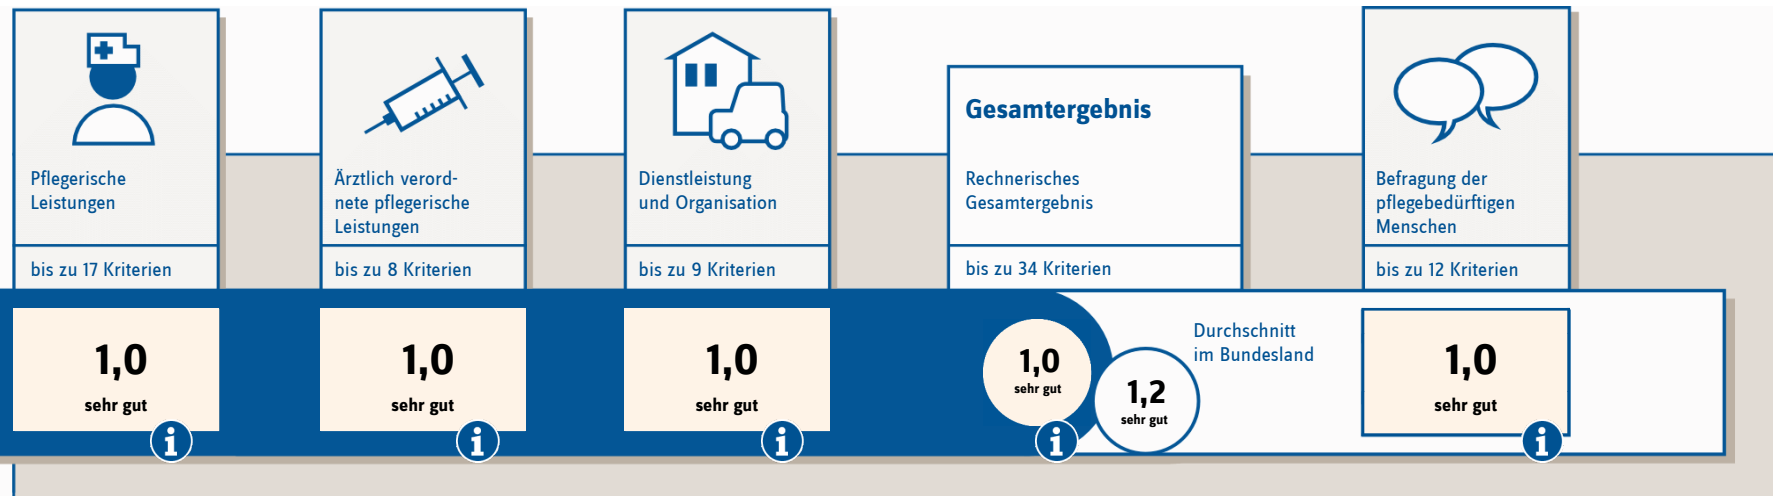 Pflegerische
Leistungen
bis zu 17 Kriterien
1,0
sehr gut
i
Ärztlich verord-
nete pflegerische
Leistungen
bis zu 8 Kriterien
1,0
sehr gut
i
Dienstleistung
und Organisation
bis zu 9 Kriterien
1,0
sehr gut
i
Gesamtergebnis
Rechnerisches
Gesamtergebnis
bis zu 34 Kriterien
1,0
sehr gut
i
1,2
sehr gut
Durchschnitt
im Bundesland
Befragung der
pflegebedürftigen
Menschen
bis zu 12 Kriterien
1,0
sehr gut
i